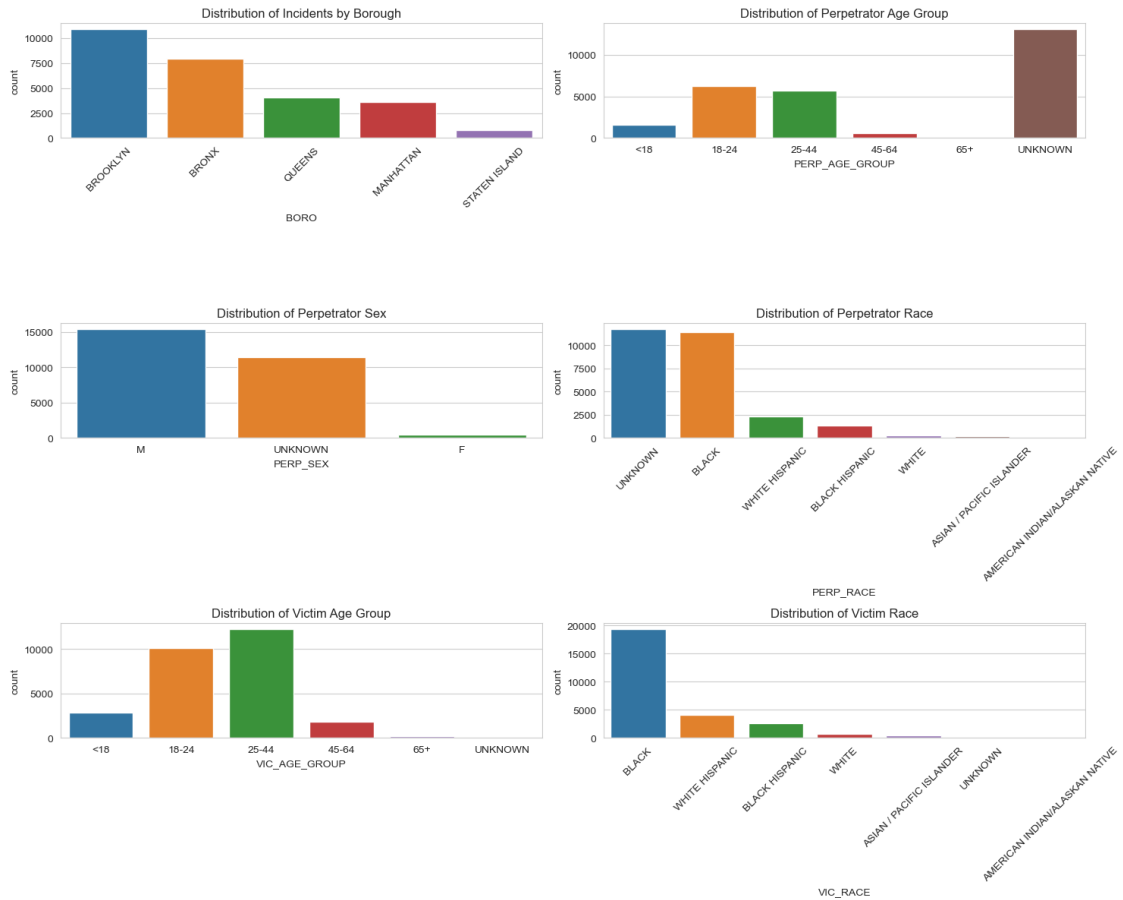 Distribution of Incidents by Borough
10000
7500
5000
2500
0
count
BROOKLYN
BRONX
QUEENS
MANHATTAN
STATEN ISLAND
BORO
Distribution of Perpetrator Age Group
10000
5000
0
count
<18
18-24
25-44
45-64
65+
UNKNOWN
PERP_AGE_GROUP
Distribution of Perpetrator Sex
15000
10000
5000
0
count
M
UNKNOWN
F
PERP_SEX
Distribution of Perpetrator Race
10000
7500
5000
2500
0
count
UNKNOWN
BLACK
WHITE HISPANIC
BLACK HISPANIC
WHITE
ASIAN / PACIFIC ISLANDER
AMERICAN INDIAN/ALASKAN NATIVE
PERP_RACE
Distribution of Victim Age Group
10000
5000
0
count
<18
18-24
25-44
45-64
65+
UNKNOWN
VIC_AGE_GROUP
Distribution of Victim Race
20000
15000
10000
5000
0
count
BLACK
WHITE HISPANIC
BLACK HISPANIC
WHITE
ASIAN / PACIFIC ISLANDER
UNKNOWN
AMERICAN INDIAN/ALASKAN NATIVE
VIC_RACE